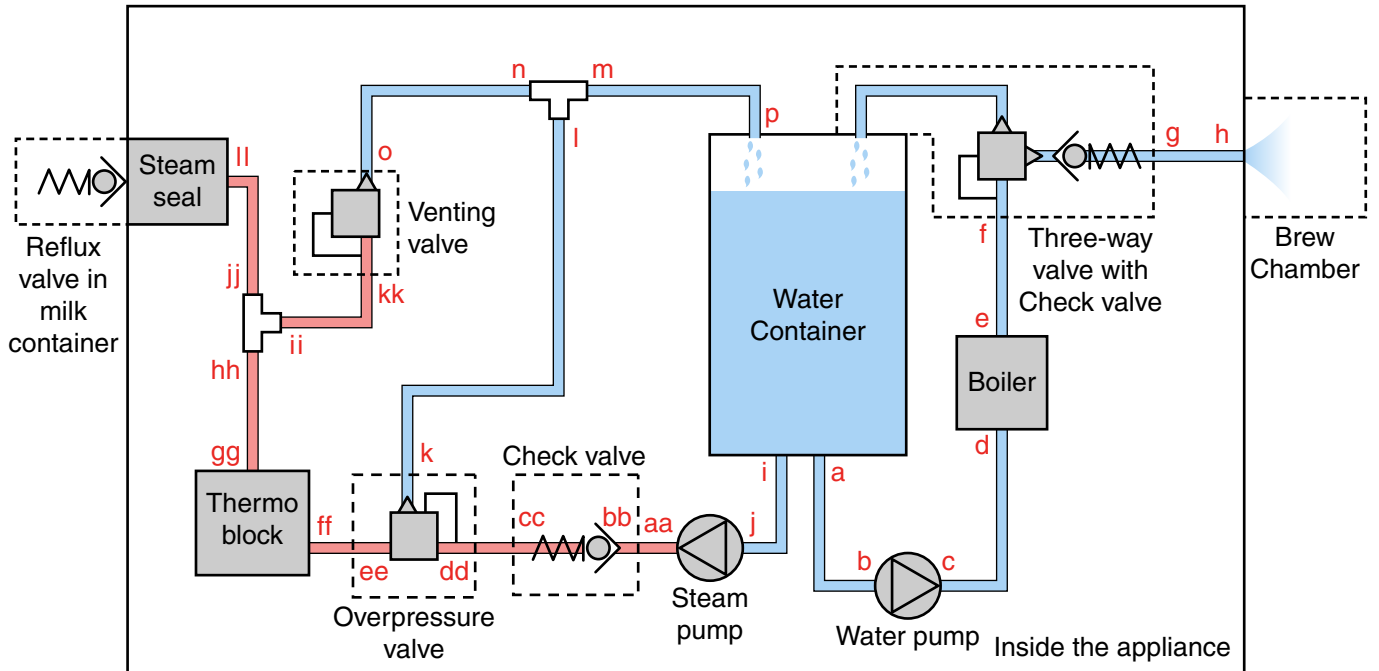 n
m
p
g
h
o
l
ll
Steam
seal
Venting
valve
f
Three-way
valve with
Check valve
Brew
Chamber
Reflux
valve in
milk
container
jj
kk
ii
Water
Container
e
hh
Boiler
gg
k
Check valve
i
a
d
Thermo
block
ff
cc
bb
aa
j
ee
dd
b
c
Overpressure
valve
Steam
pump
Water pump
Inside the appliance